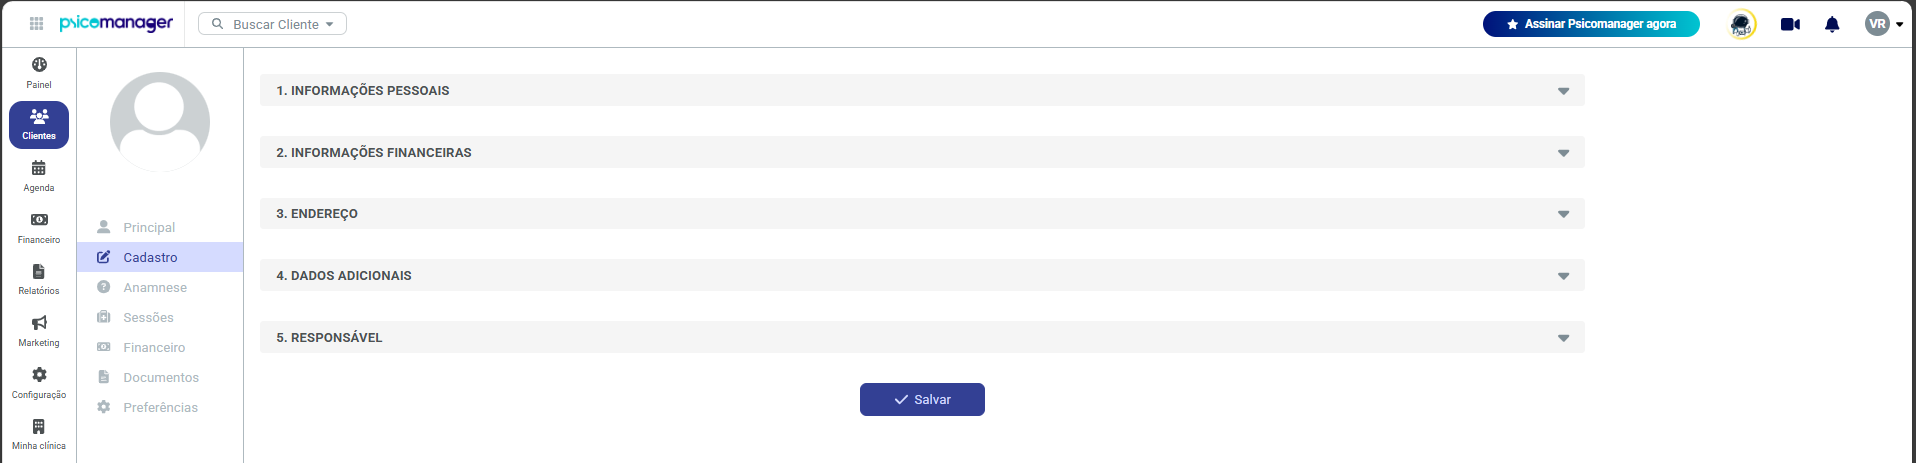 psicomanager
Buscar Cliente
Assinar Psicomanager agora
VR
Painel
Clientes
Agenda
Financeiro
Relatórios
Marketing
Configuração
Minha clínica
Principal
Cadastro
Anamnese
Sessões
Financeiro
Documentos
Preferências
1. INFORMAÇÕES PESSOAIS
2. INFORMAÇÕES FINANCEIRAS
3. ENDEREÇO
4. DADOS ADICIONAIS
5. RESPONSÁVEL
Salvar